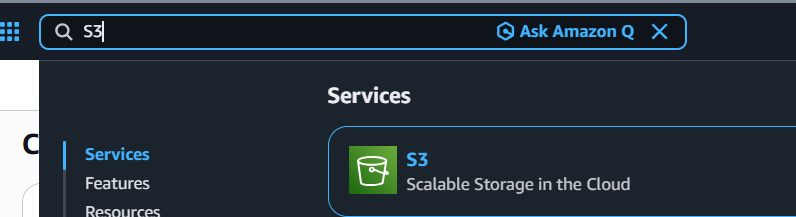 S3
Ask Amazon Q
Services
Services
Features
Resources
S3
Scalable Storage in the Cloud
C